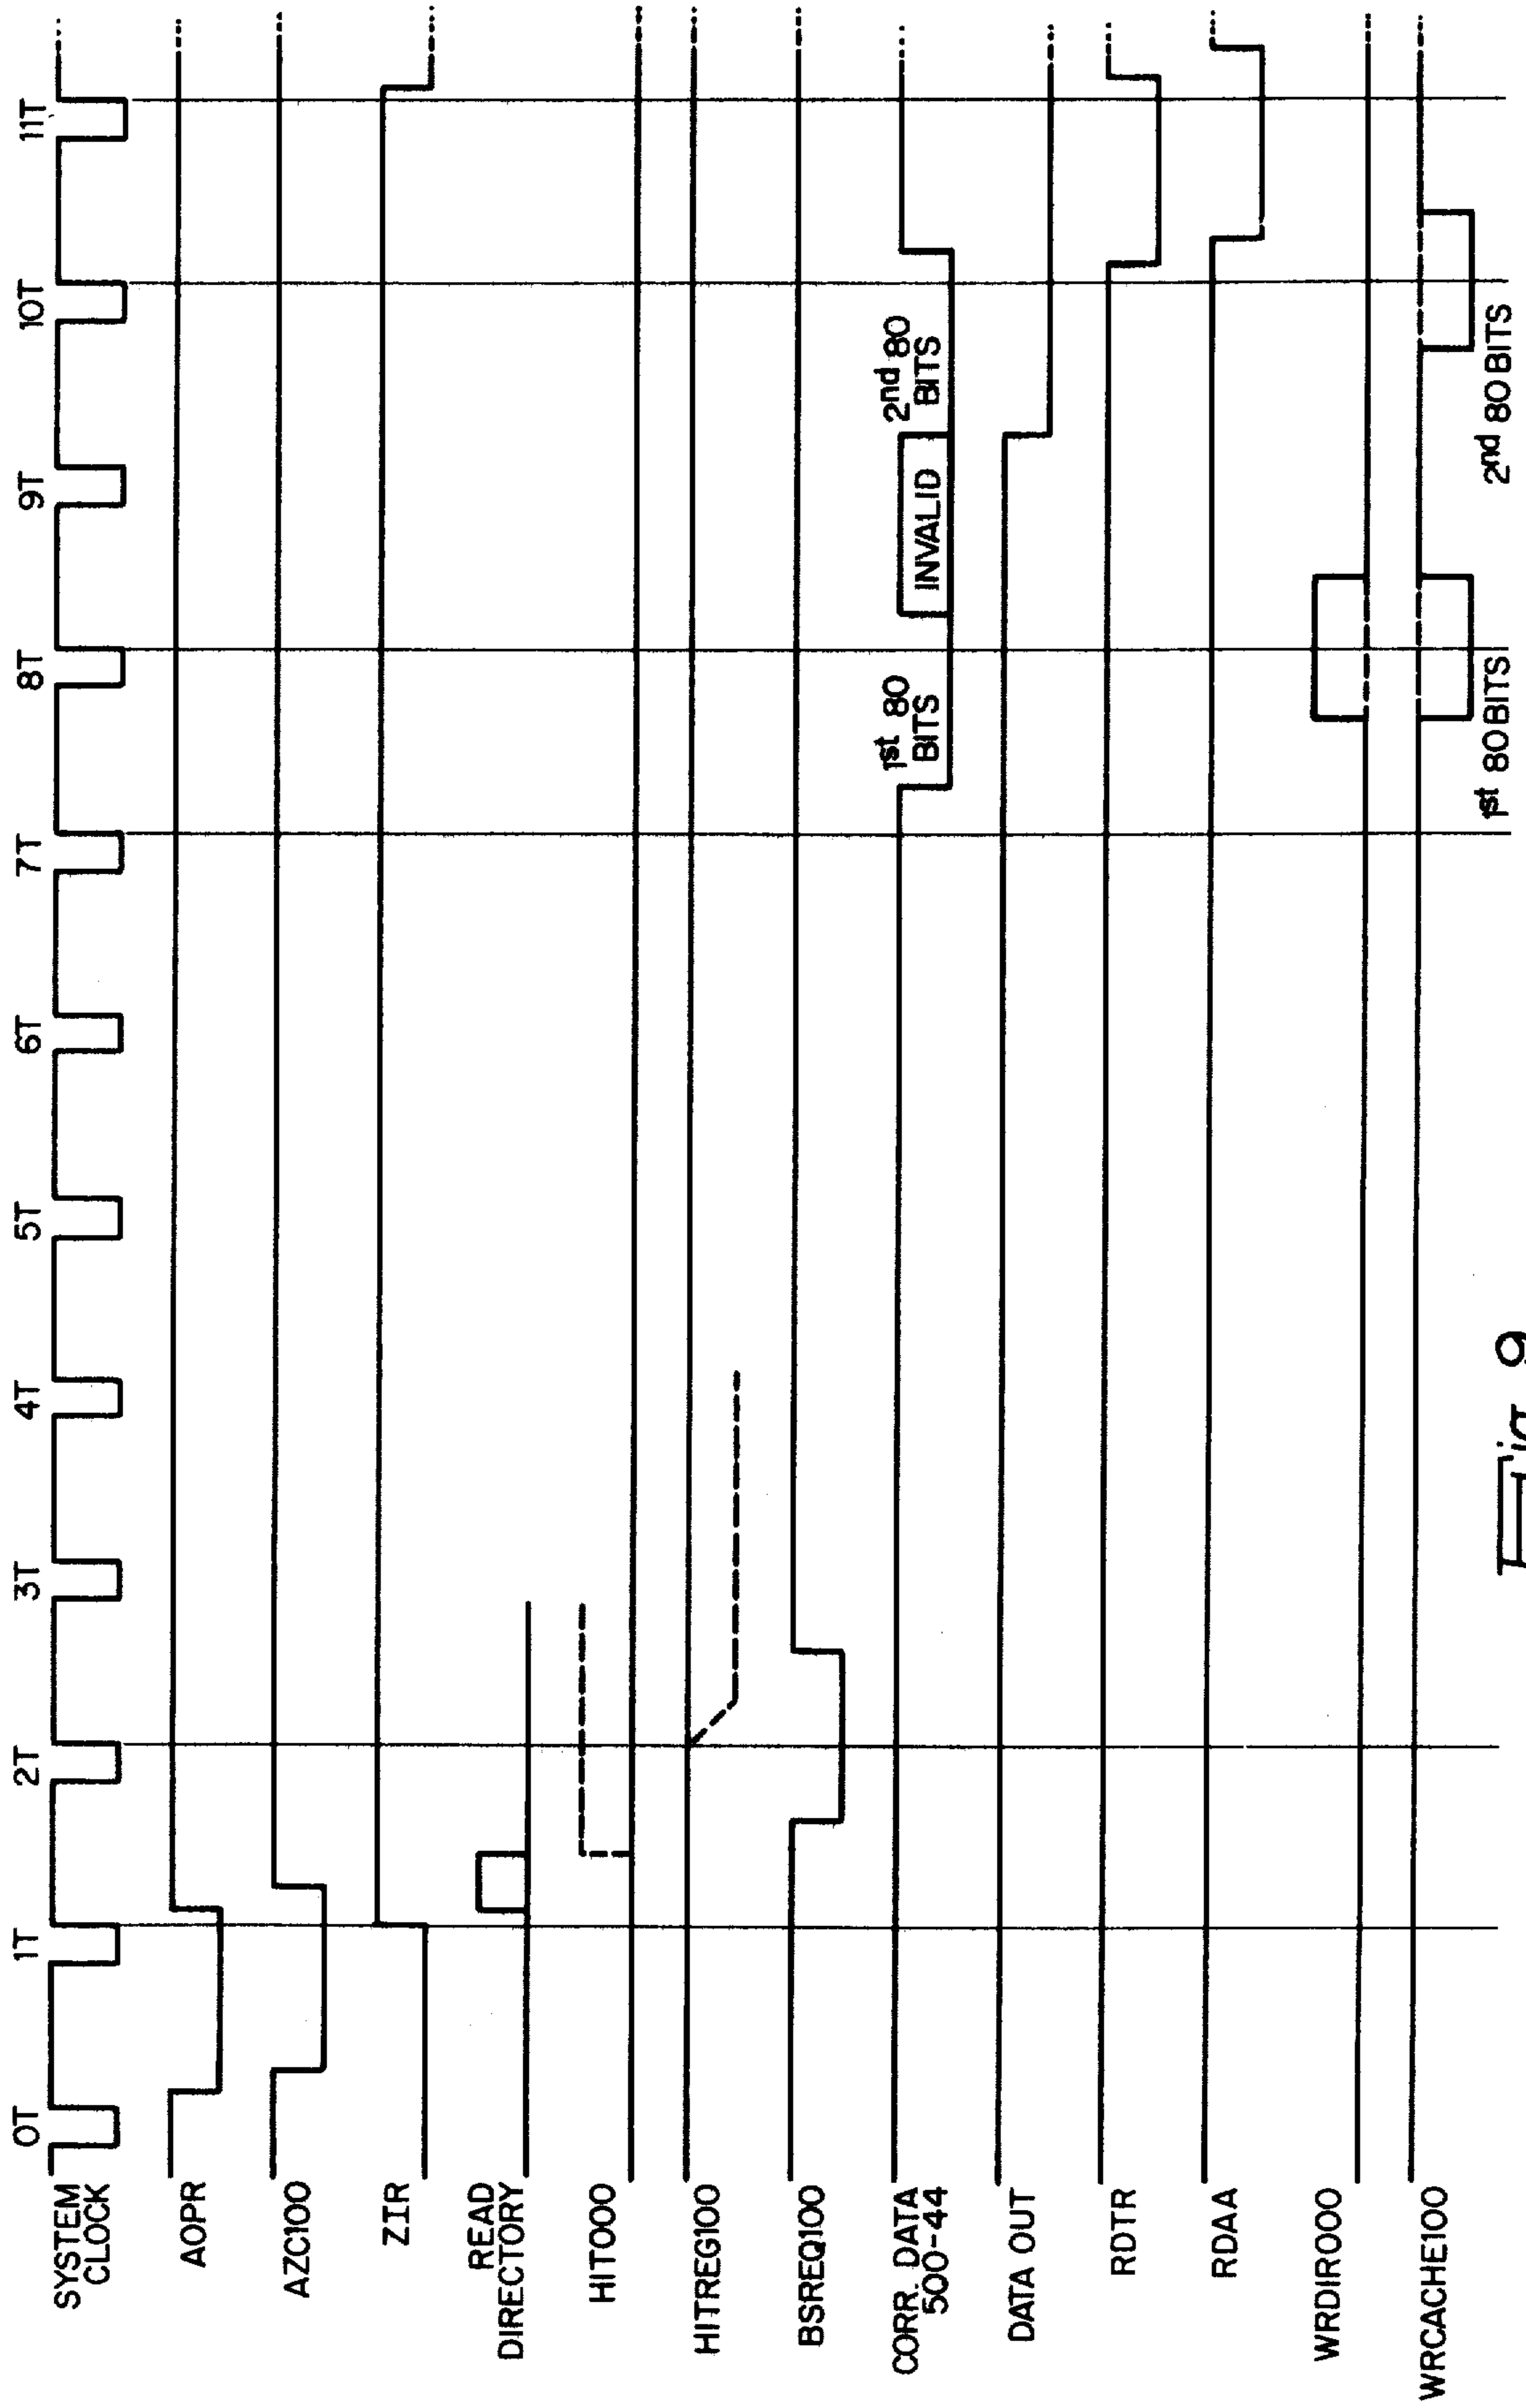 0T 1T 2T 3T 4T 5T 6T 7T 8T 9T 10T 11T
SYSTEM
CLOCK
AOPR
AZC100
ZIR
READ
DIRECTORY
HIT000
HITREG100
BSREQ100
CORR. DATA
500-44
1st 80
BITS
INVALID
2nd 80
BITS
DATA OUT
RDTR
RDAA
WRDIR000
WRCACHE100
1st 80 BITS
2nd 80 BITS
Fig. 9